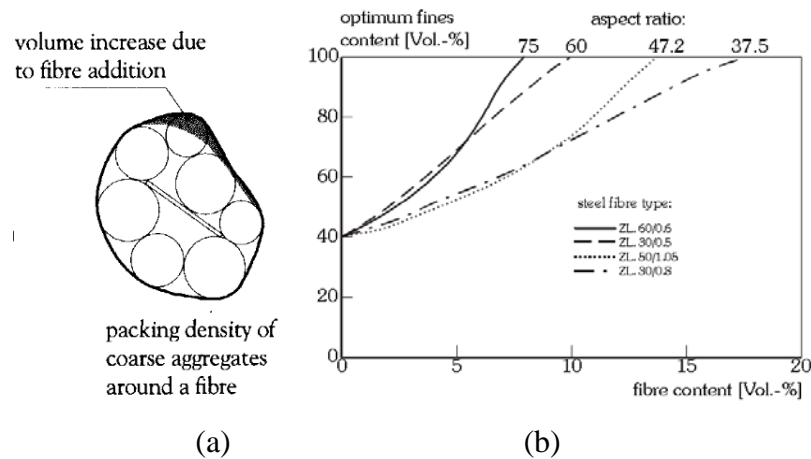 volume increase due
to fibre addition
packing density of
coarse aggregates
around a fibre
(a)
optimum fines
content [Vol.-%]
aspect ratio:
75 60 47.2 37.5
100
80
60
40
20
0
steel fibre type:
ZL. 60/0.6
ZL. 30/0.5
ZL. 50/1.05
ZL. 30/0.8
0 5 10 15 20
fibre content [Vol.-%]
(b)